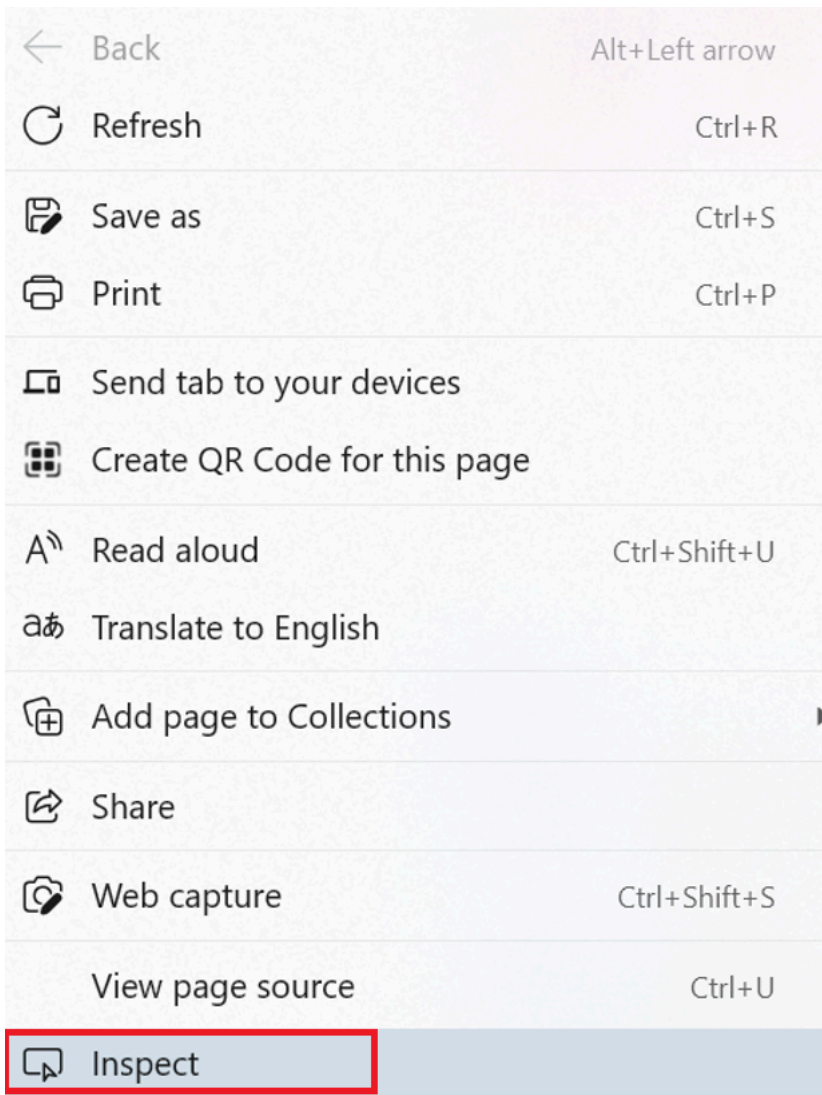 Back Alt+Left arrow
Refresh Ctrl+R
Save as Ctrl+S
Print Ctrl+P
Send tab to your devices
Create QR Code for this page
Read aloud Ctrl+Shift+U
Translate to English
Add page to Collections
Share
Web capture Ctrl+Shift+S
View page source Ctrl+U
Inspect